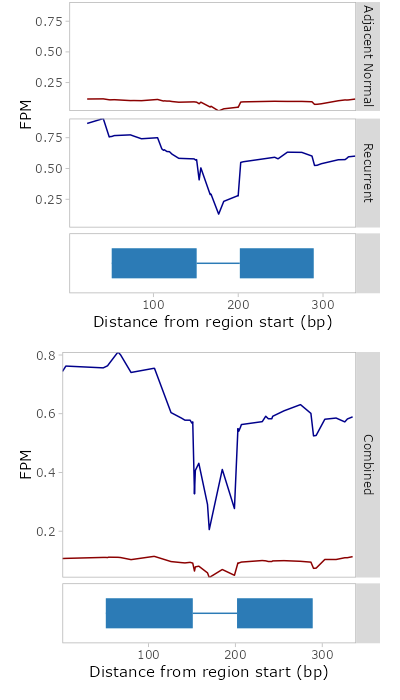 0.75
0.50
0.25
Adjacent Normal
FPM
0.75
0.50
0.25
Recurrent
100 200 300
Distance from region start (bp)
0.8
0.6
0.4
0.2
FPM
Combined
100 200 300
Distance from region start (bp)